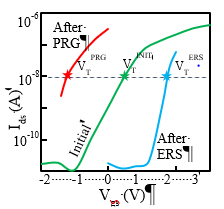 10⁻⁶
After·
PRG¶
V_T^PRG
V_T^INIT
V_T^ERS
10⁻⁸
I_ds·(A)
10⁻¹⁰
Initial
After·
ERS¶
-2 -1 0 1 2 3
V_gs·(V)¶